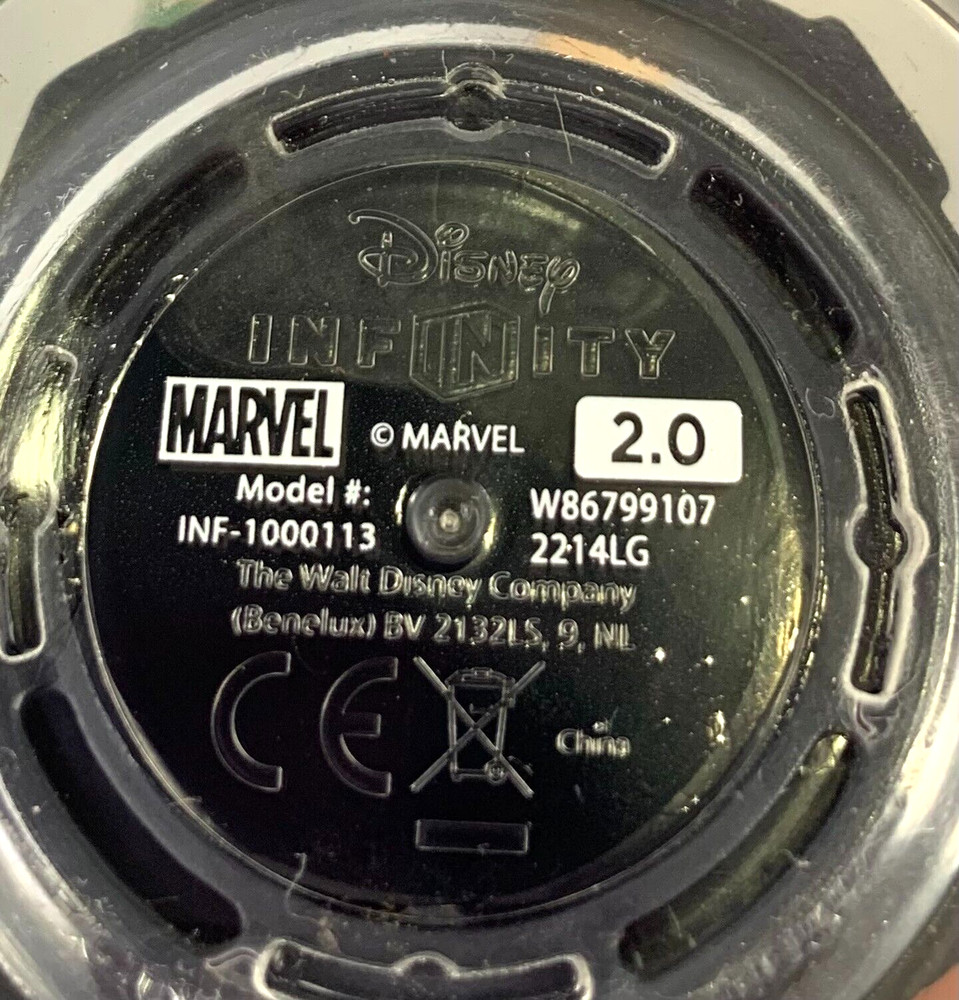 Disney
INFINITY
MARVEL © MARVEL 2.0
Model #: W86799107
INF-1000113 2214LG
The Walt Disney Company
(Benelux) BV 2132LS, 9, NL
CE
China